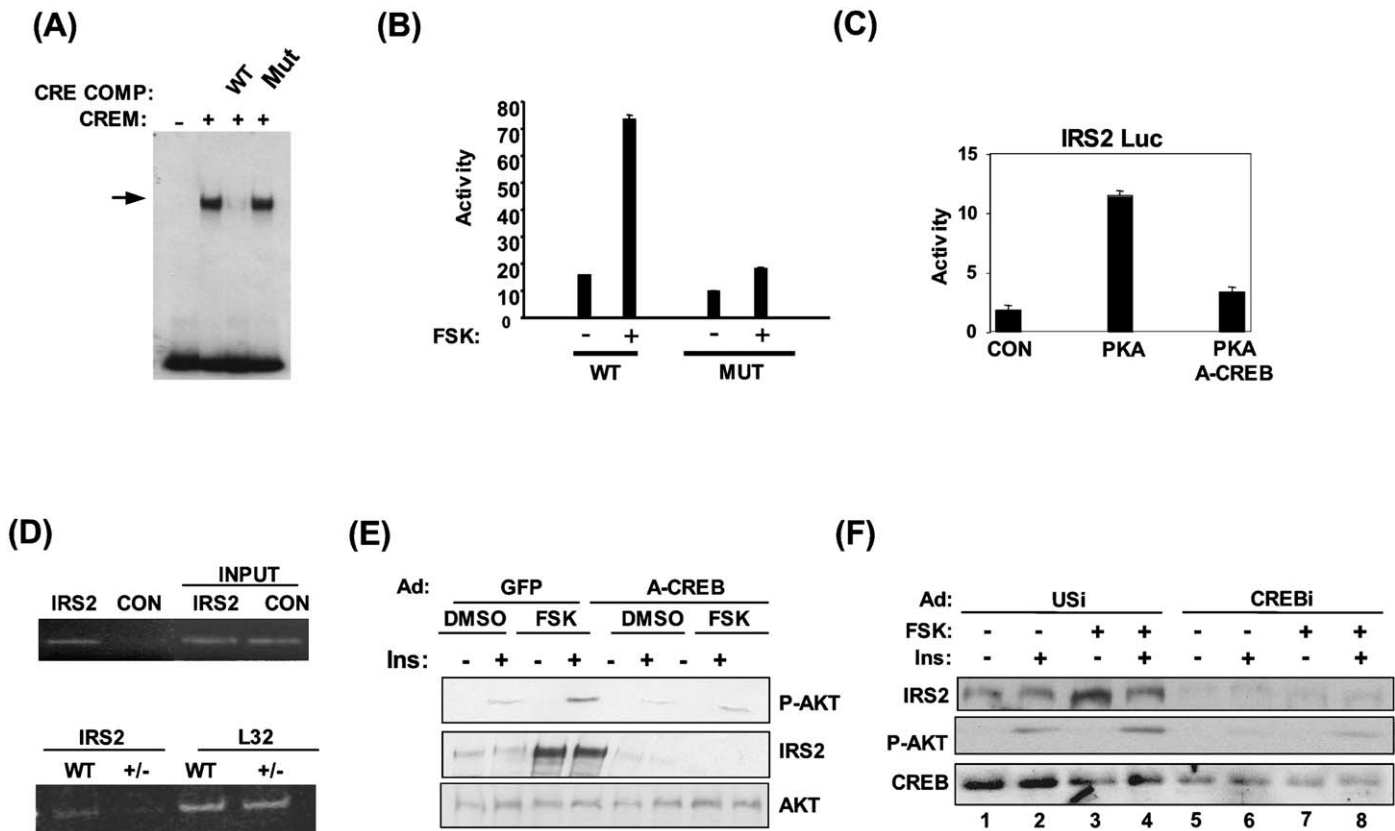 (A)
CRE COMP: WT Mut
CREM: - + + +
(B)
Activity
80
70
60
50
40
30
20
10
0
FSK: - + - +
WT MUT
(C)
IRS2 Luc
Activity
15
10
5
0
CON PKA PKA
A-CREB
(D)
INPUT
IRS2 CON IRS2 CON
IRS2 L32
WT +/- WT +/-
(E)
Ad: GFP A-CREB
DMSO FSK DMSO FSK
Ins: - + - + - + - +
P-AKT
IRS2
AKT
(F)
Ad: USi CREBi
FSK: - - + + - - + +
Ins: - + - + - + - +
IRS2
P-AKT
CREB
1 2 3 4 5 6 7 8